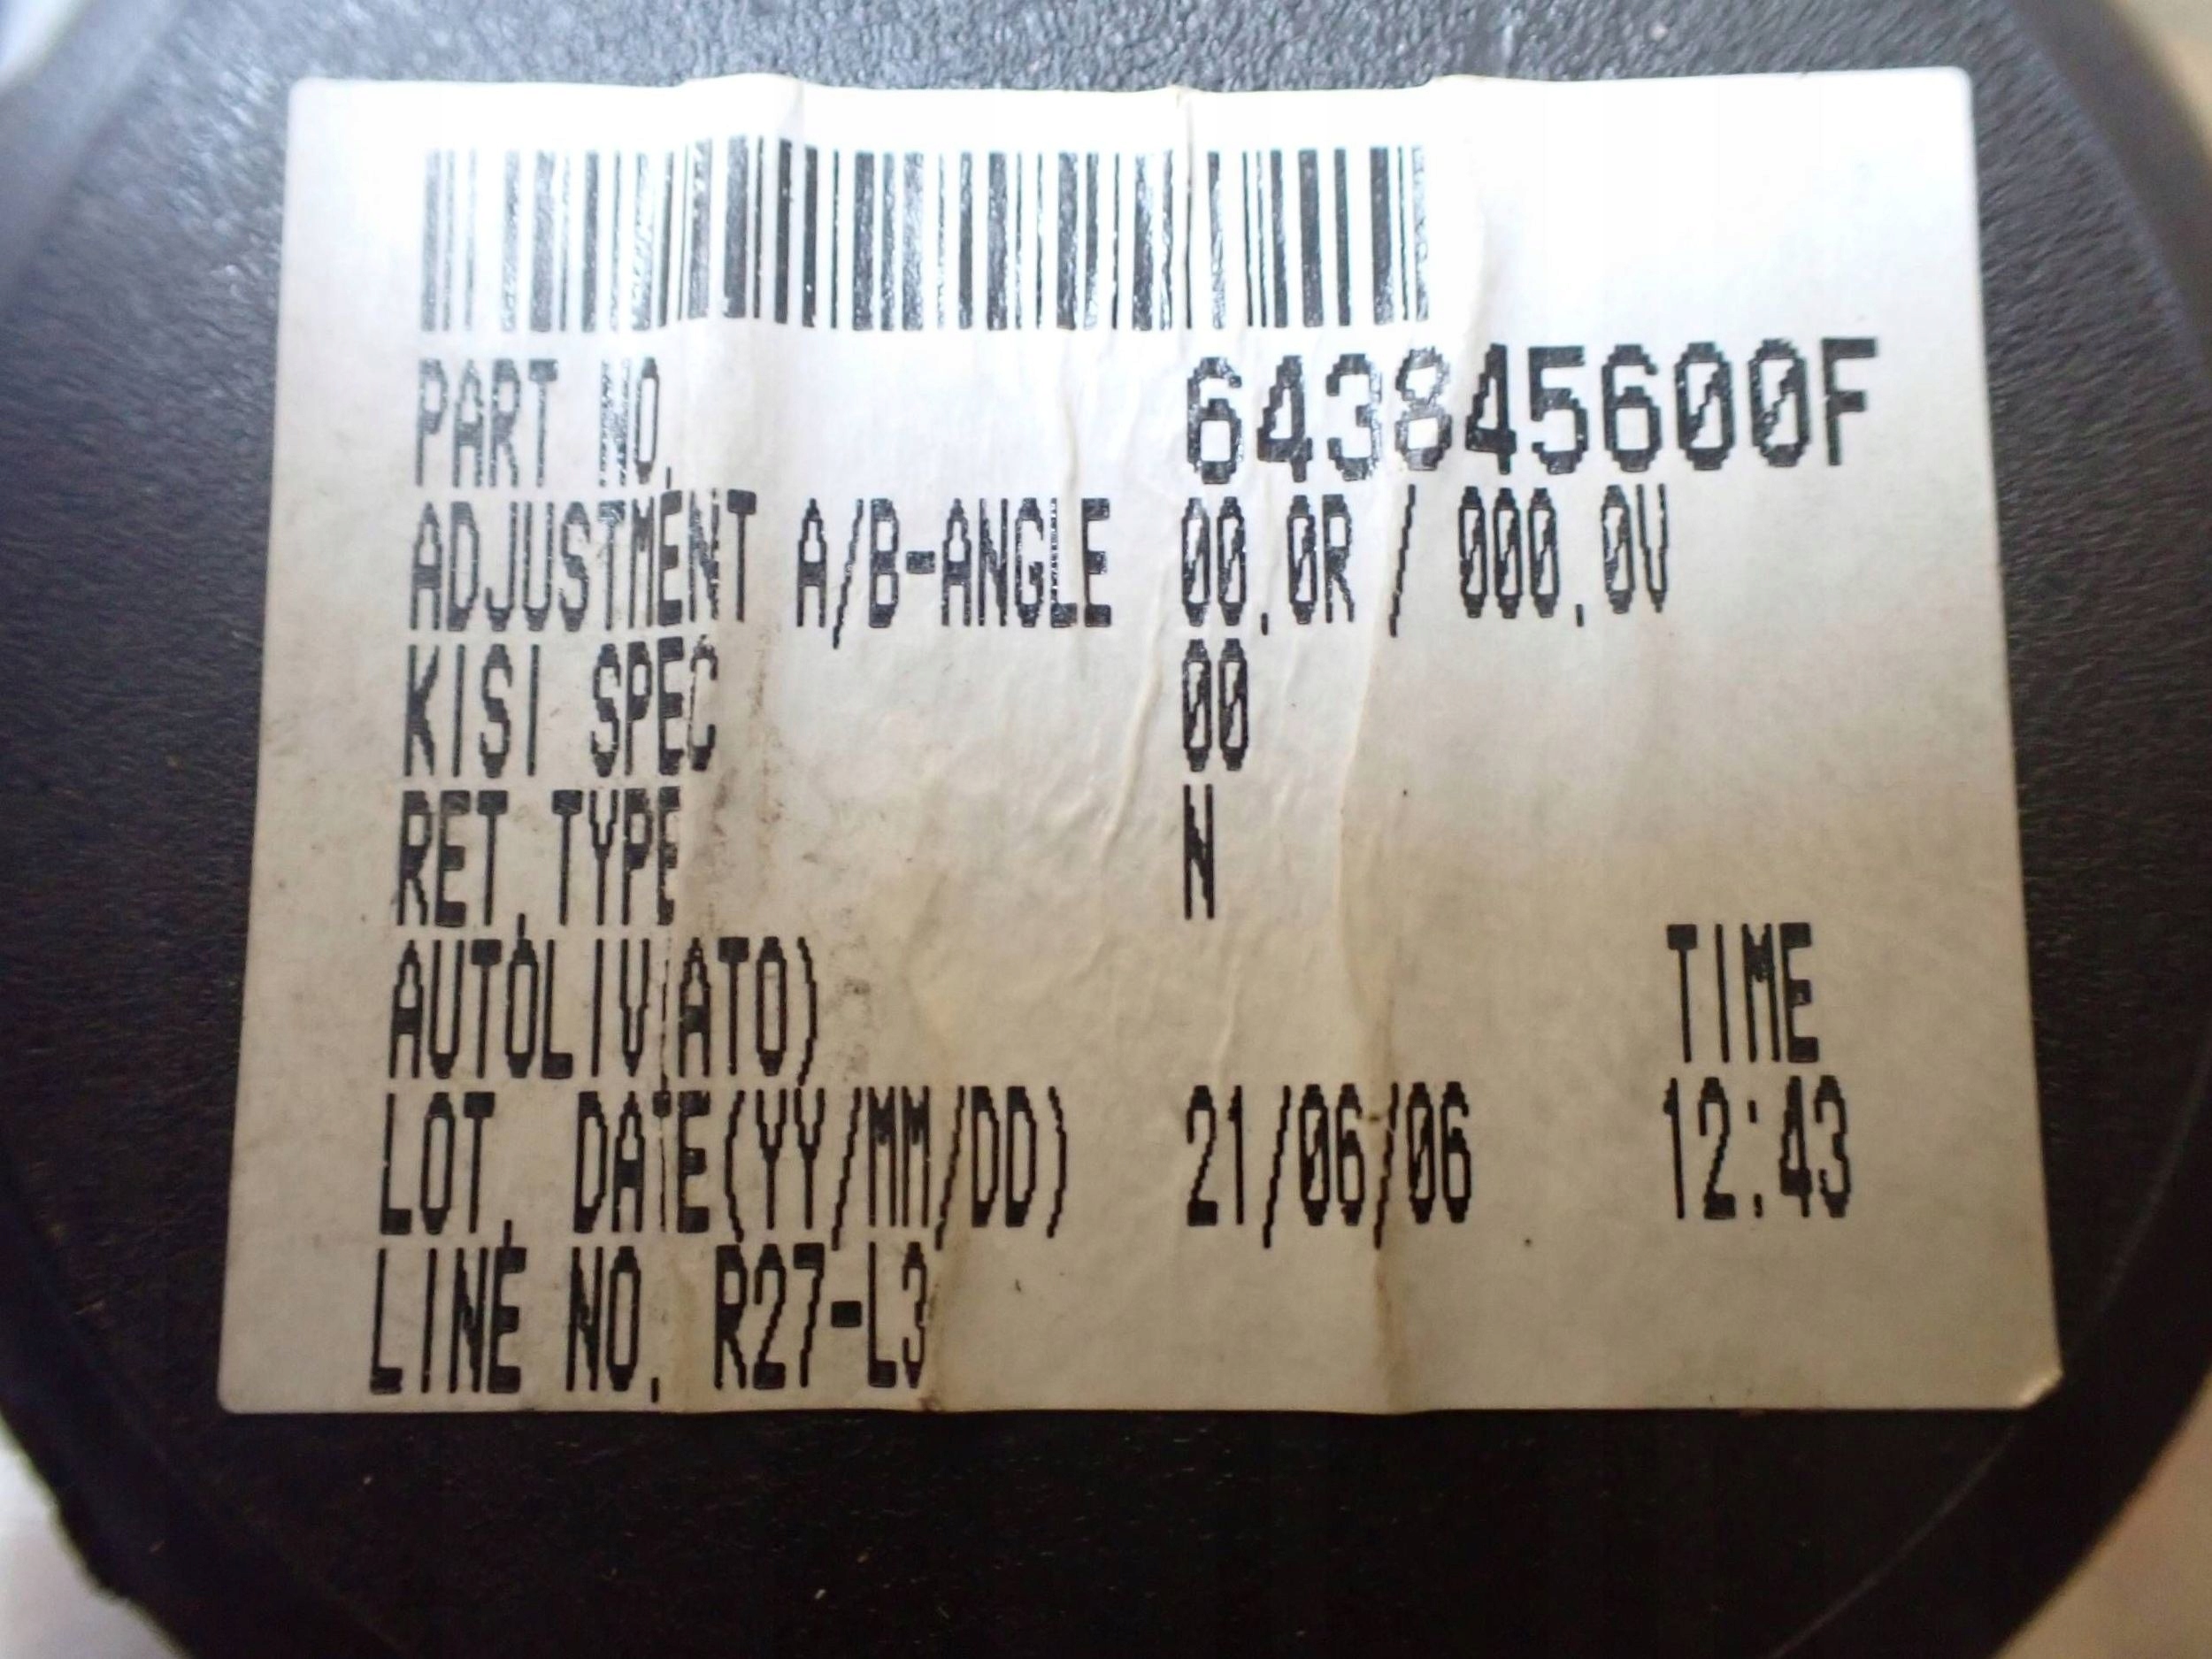 PART NO. 643845600F
ADJUSTMENT A/B-ANGLE 00.0R / 000.0V
KISI SPEC 00
RET.TYPE N
AUTOLIV(ATO) TIME
LOT. DATE(YY/MM/DD) 21/06/06 12:43
LINE NO. R27-L3